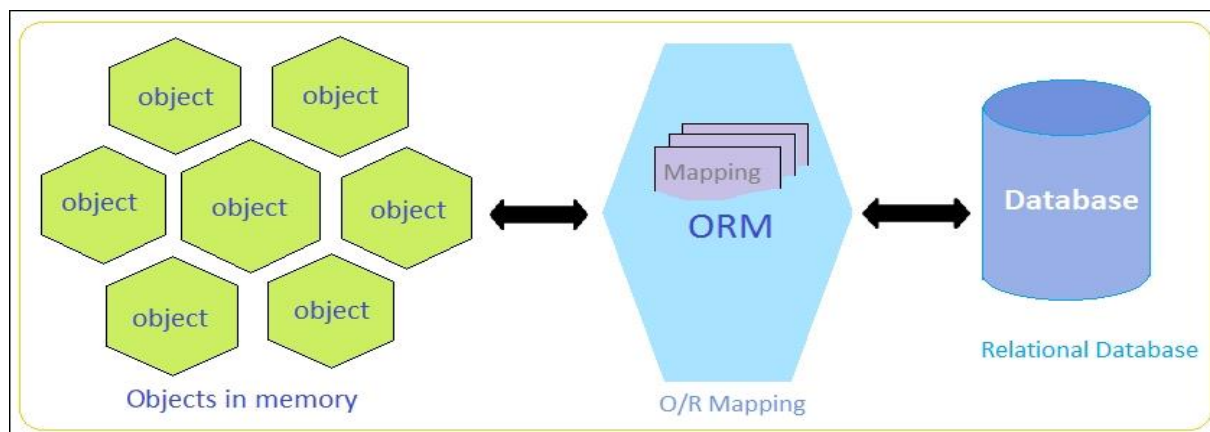 object
object
object
object
object
object
object
Objects in memory
Mapping
ORM
O/R Mapping
Database
Relational Database